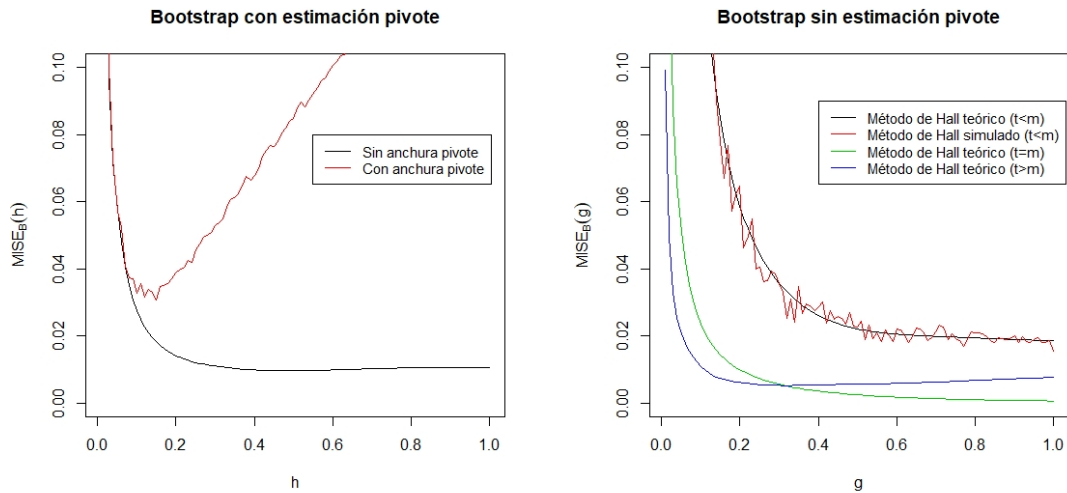 Bootstrap con estimación pivote
MISE_B(h)
0.10
0.08
0.06
0.04
0.02
0.00
Sin anchura pivote
Con anchura pivote
0.0 0.2 0.4 0.6 0.8 1.0
h
Bootstrap sin estimación pivote
MISE_B(g)
0.10
0.08
0.06
0.04
0.02
0.00
Método de Hall teórico (t<m)
Método de Hall simulado (t<m)
Método de Hall teórico (t=m)
Método de Hall teórico (t>m)
0.0 0.2 0.4 0.6 0.8 1.0
g